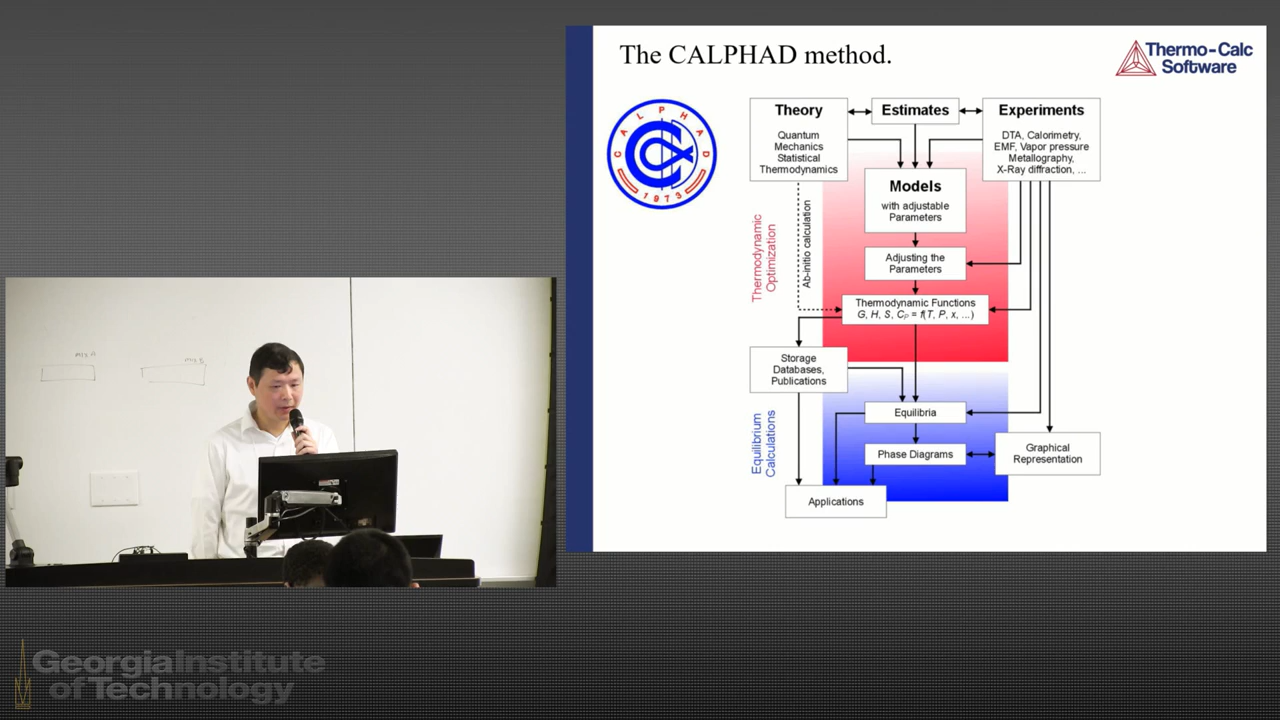 The CALPHAD method.
Thermo-Calc
Software
CALPHAD
1973
Theory
Quantum
Mechanics
Statistical
Thermodynamics
Estimates
Experiments
DTA, Calorimetry,
EMF, Vapor pressure
Metallography,
X-Ray diffraction, ...
Models
with adjustable
Parameters
Thermodynamic
Optimization
Ab-initio calculation
Adjusting the
Parameters
Thermodynamic Functions
G, H, S, CP = f(T, P, x, ...)
Storage
Databases,
Publications
Equilibrium
Calculations
Equilibria
Phase Diagrams
Graphical
Representation
Applications
GeorgiaInstitute
of Technology